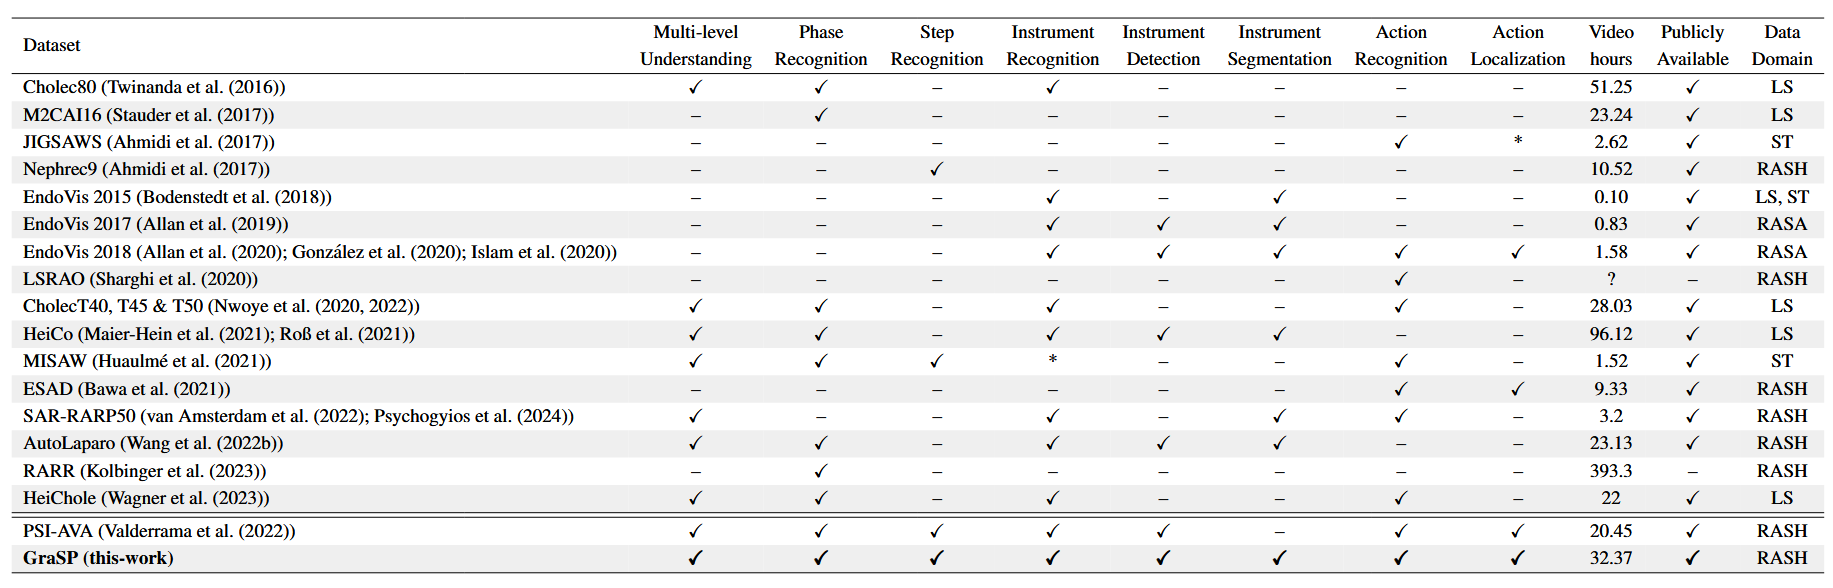 Dataset Multi-level Understanding Phase Recognition Step Recognition Instrument Recognition Instrument Detection Instrument Segmentation Action Recognition Action Localization Video hours Publicly Available Data Domain
Cholec80 (Twinanda et al. (2016)) ✓ ✓ – ✓ – – – – 51.25 ✓ LS
M2CAI16 (Stauder et al. (2017)) – ✓ – – – – – – 23.24 ✓ LS
JIGSAWS (Ahmidi et al. (2017)) – – – – – – ✓ * 2.62 ✓ ST
Nephrec9 (Ahmidi et al. (2017)) – – ✓ – – – – – 10.52 ✓ RASH
EndoVis 2015 (Bodenstedt et al. (2018)) – – – ✓ – ✓ – – 0.10 ✓ LS, ST
EndoVis 2017 (Allan et al. (2019)) – – – ✓ ✓ ✓ – – 0.83 ✓ RASA
EndoVis 2018 (Allan et al. (2020); González et al. (2020); Islam et al. (2020)) – – – ✓ ✓ ✓ ✓ ✓ 1.58 ✓ RASA
LSRAO (Sharghi et al. (2020)) – – – – – – ✓ – ? – RASH
CholecT40, T45 & T50 (Nwoye et al. (2020, 2022)) ✓ ✓ – ✓ – – ✓ – 28.03 ✓ LS
HeiCo (Maier-Hein et al. (2021); Roß et al. (2021)) ✓ ✓ – ✓ ✓ ✓ – – 96.12 ✓ LS
MISAW (Huaulmé et al. (2021)) ✓ ✓ ✓ * – – ✓ – 1.52 ✓ ST
ESAD (Bawa et al. (2021)) – – – – – – ✓ ✓ 9.33 ✓ RASH
SAR-RARP50 (van Amsterdam et al. (2022); Psychogyios et al. (2024)) ✓ – – ✓ – ✓ ✓ – 3.2 ✓ RASH
AutoLaparo (Wang et al. (2022b)) ✓ ✓ – ✓ ✓ ✓ – – 23.13 ✓ RASH
RARR (Kolbinger et al. (2023)) – ✓ – – – – – – 393.3 – RASH
HeiChole (Wagner et al. (2023)) ✓ ✓ – ✓ – – ✓ – 22 ✓ LS
PSI-AVA (Valderrama et al. (2022)) ✓ ✓ ✓ ✓ ✓ – ✓ ✓ 20.45 ✓ RASH
GraSP (this-work) ✓ ✓ ✓ ✓ ✓ ✓ ✓ ✓ 32.37 ✓ RASH